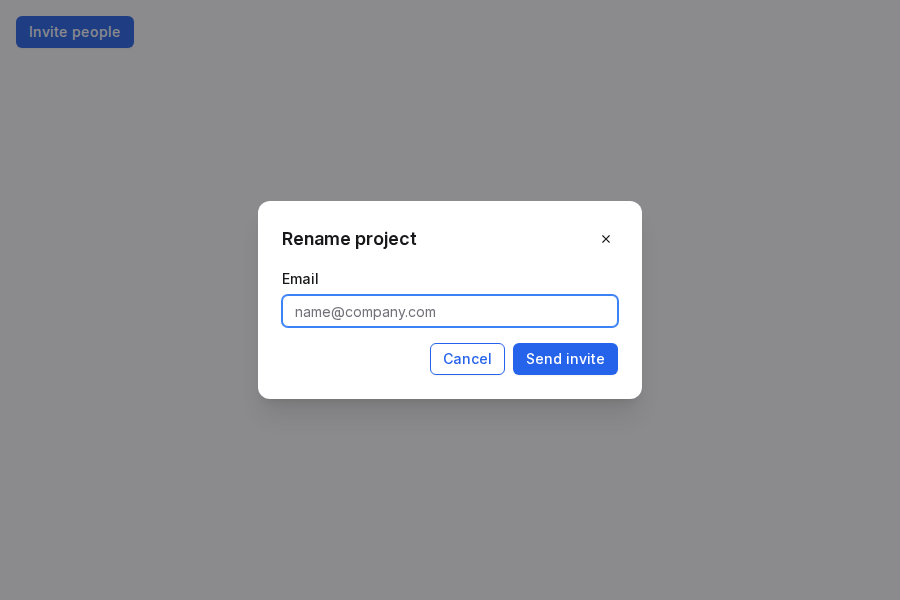 Invite people
Rename project
Email
name@company.com
Cancel
Send invite